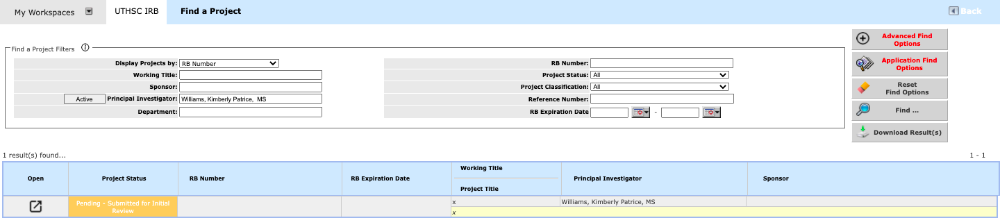 My Workspaces UTHSC IRB Find a Project Back
Find a Project Filters
Advanced Find Options
Display Projects by: RB Number RB Number:
Working Title: Project Status: All
Application Find Options
Sponsor: Project Classification: All
Reset Find Options
Active Principal Investigator: Williams, Kimberly Patrice, MS Reference Number:
Department: RB Expiration Date -
Find ...
Download Result(s)
1 result(s) found... 1 - 1
Open Project Status RB Number RB Expiration Date Working Title Principal Investigator Sponsor
Project Title
Pending - Submitted for Initial Review x Williams, Kimberly Patrice, MS
x